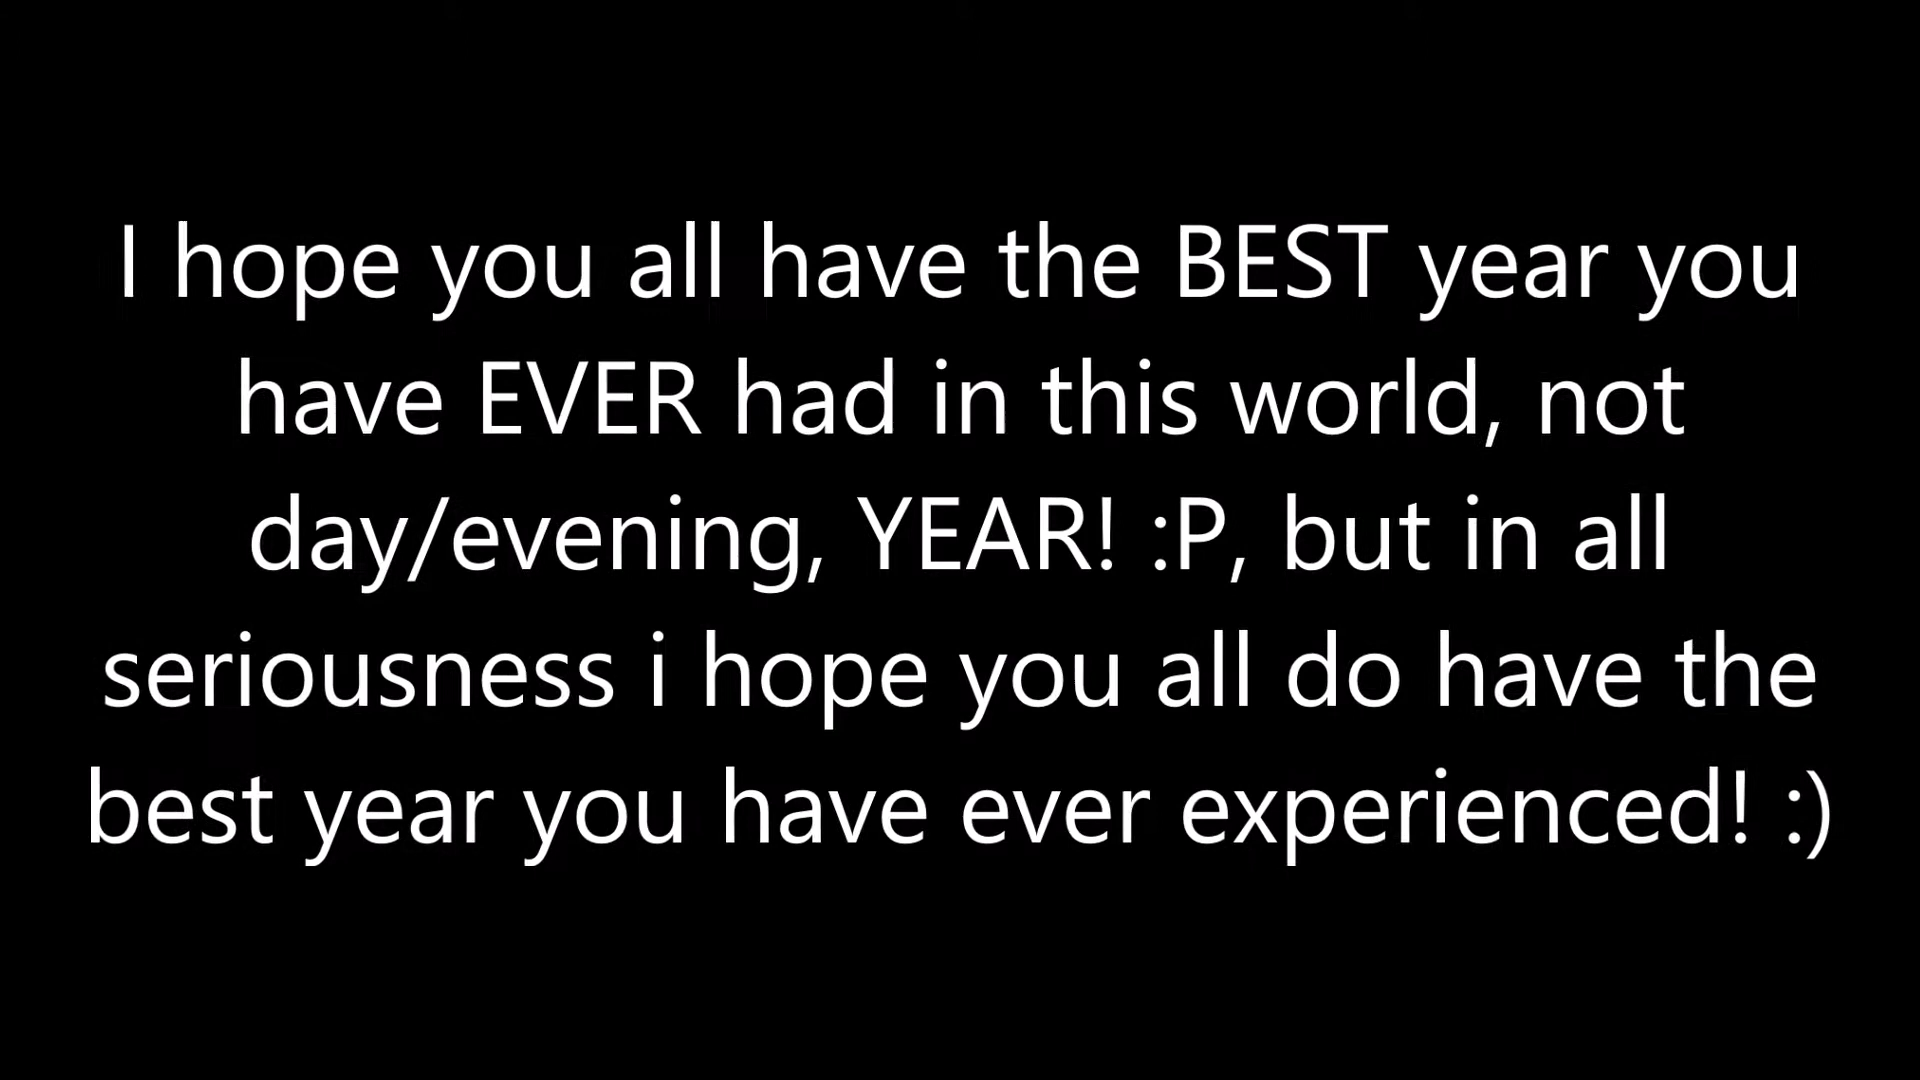 I hope you all have the BEST year you
have EVER had in this world, not
day/evening, YEAR! :P, but in all
seriousness i hope you all do have the
best year you have ever experienced! :)